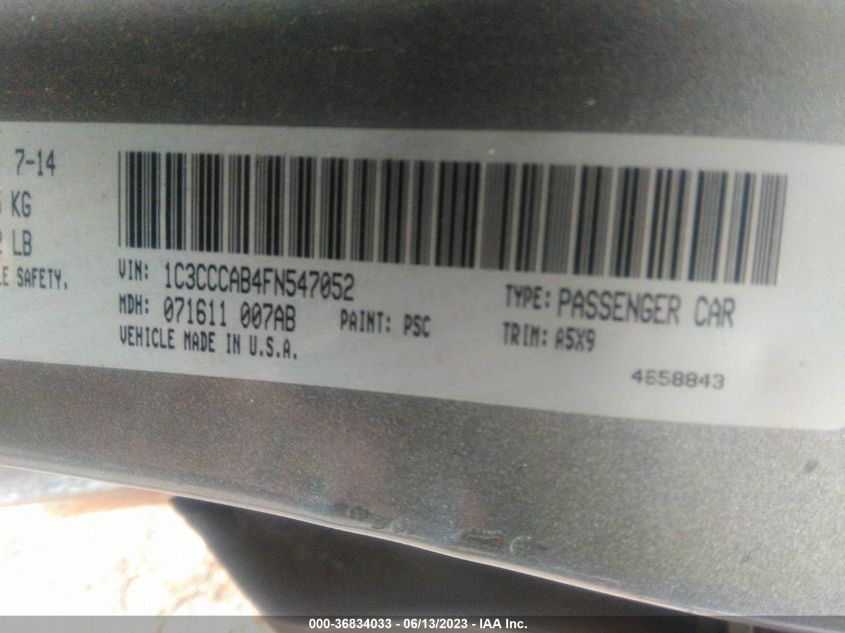 7-14
KG
LB
SAFETY.
VIN: 1C3CCCAB4FN547052
MDH: 071611 007AB
PAINT: PSC
VEHICLE MADE IN U.S.A.
TYPE: PASSENGER CAR
TRIM: A5X9
4658843
000-36834033 - 06/13/2023 - IAA Inc.